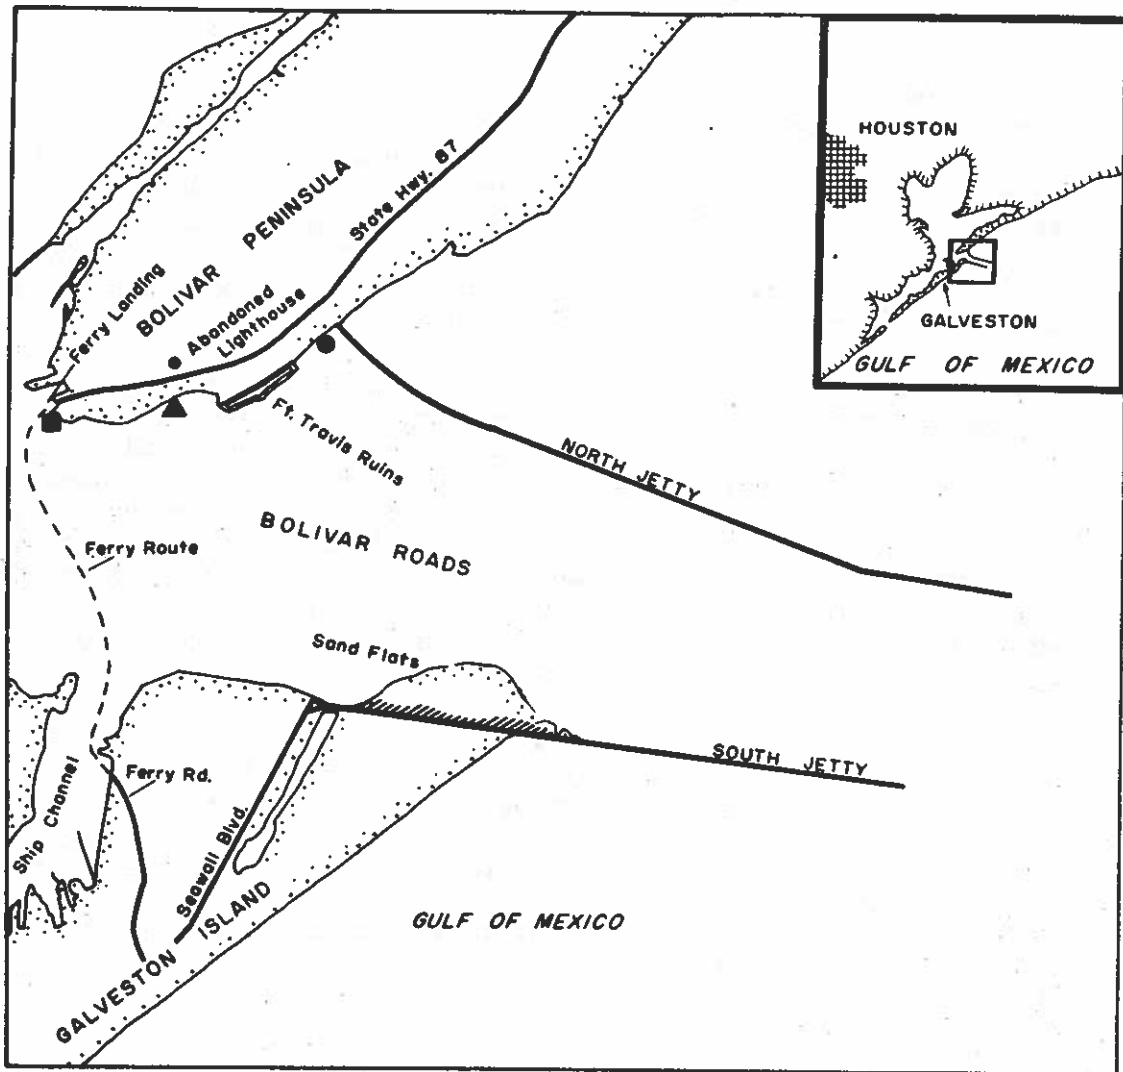 HOUSTON
GALVESTON
GULF OF MEXICO
BOLIVAR PENINSULA
State Hwy. 87
Ferry Landing
Abandoned
Lighthouse
Ft. Travis Ruins
NORTH JETTY
BOLIVAR ROADS
Ferry Route
Sand Flats
SOUTH JETTY
Ferry Rd.
Ship Channel
Seawall Blvd.
GALVESTON ISLAND
GULF OF MEXICO